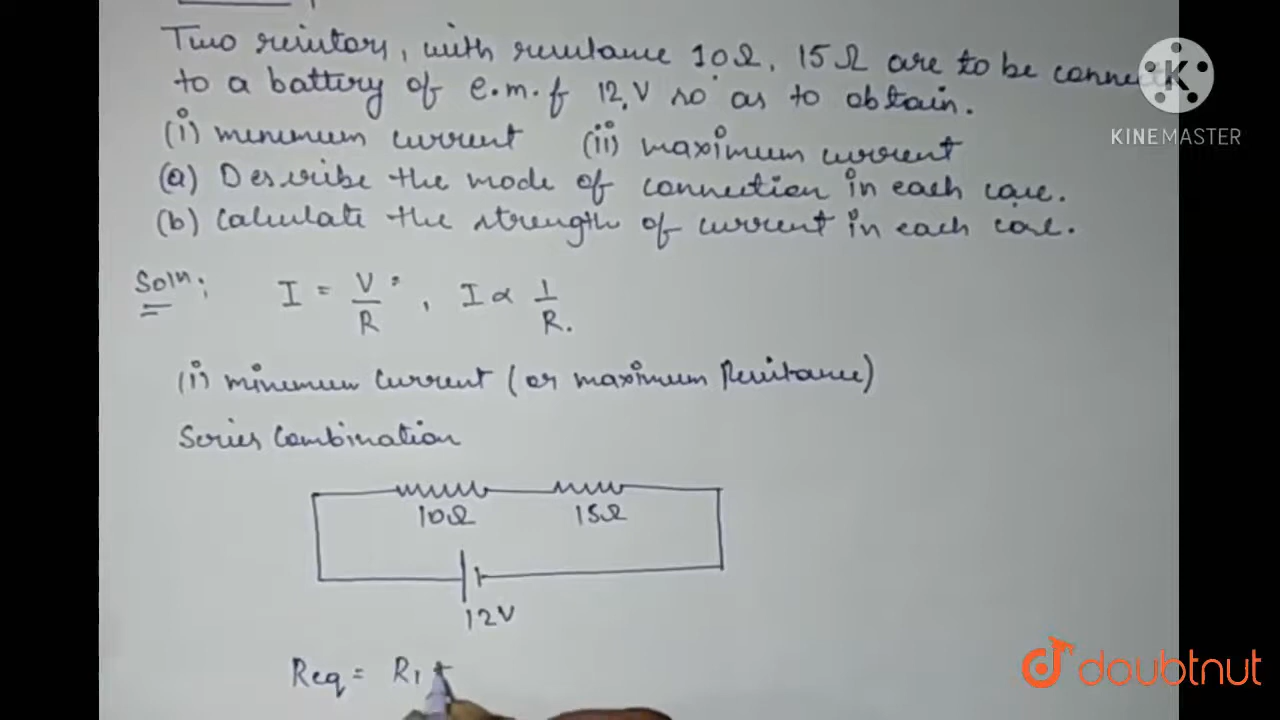 Two resistors, with resistance 10Ω, 15Ω are to be connect
to a battery of e.m.f 12V so as to obtain.
(i) minimum current (ii) maximum current
(a) Describe the mode of connection in each case.
(b) Calculate the strength of current in each case.
Soln:
I = V/R, I ∝ 1/R.
(i) minimum current (or maximum Resistance)
Series Combination
10Ω 15Ω
12V
Req = R1 +
KINEMASTER
doubtnut